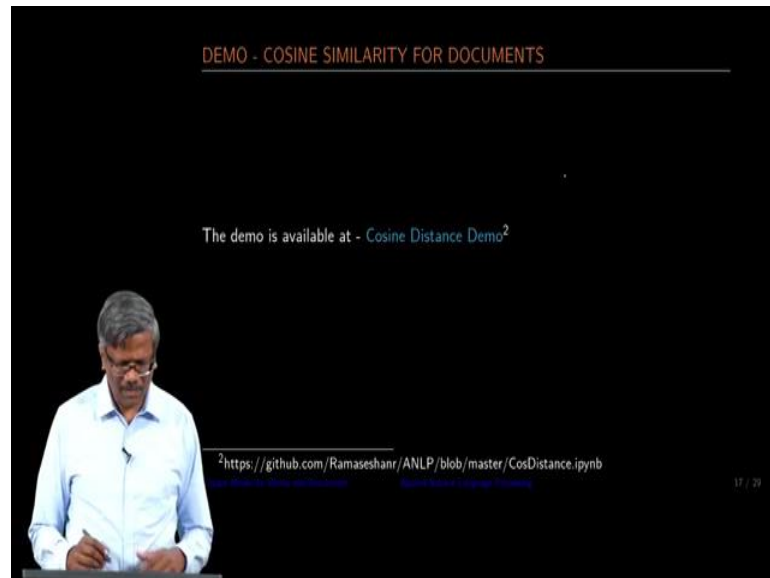 DEMO - COSINE SIMILARITY FOR DOCUMENTS
The demo is available at - Cosine Distance Demo²
²https://github.com/Ramaseshanr/ANLP/blob/master/CosDistance.ipynb
17 / 29